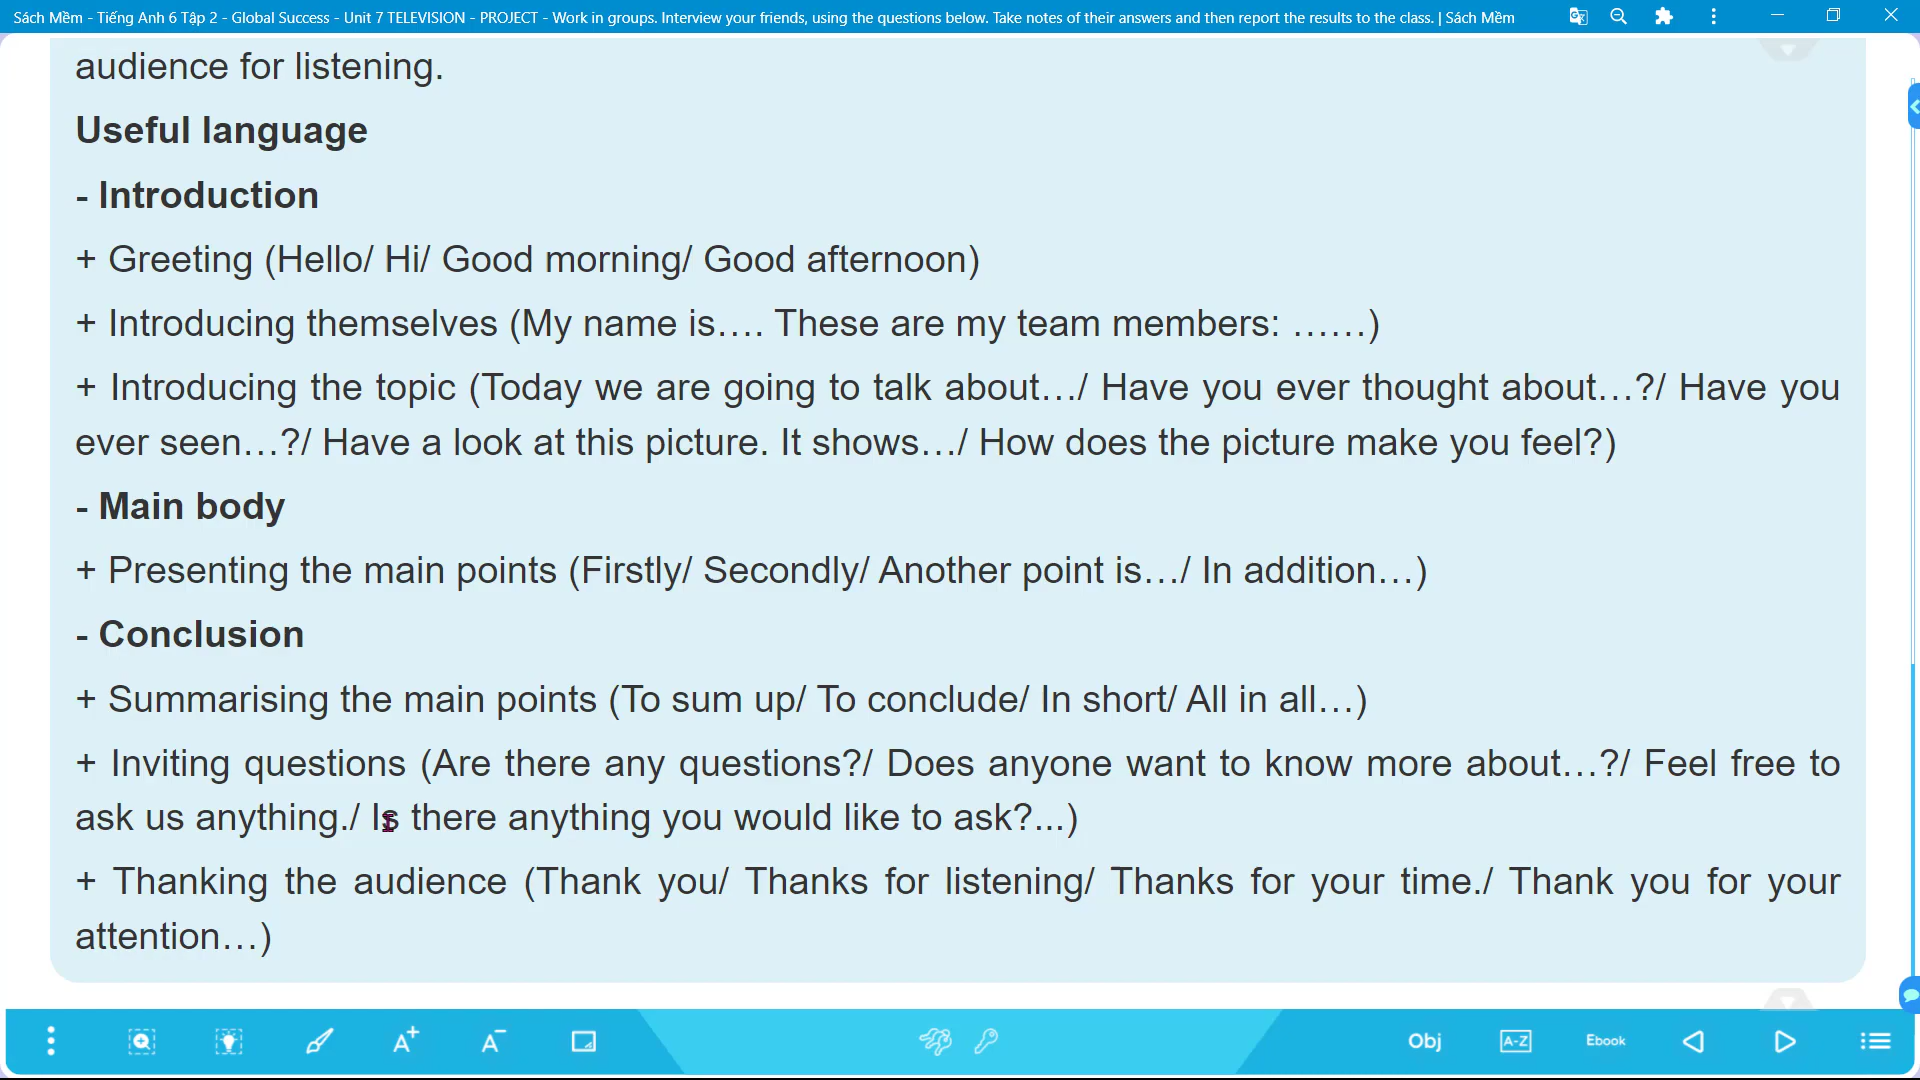 Sách Mềm - Tiếng Anh 6 Tập 2 - Global Success - Unit 7 TELEVISION - PROJECT - Work in groups. Interview your friends, using the questions below. Take notes of their answers and then report the results to the class. | Sách Mềm
audience for listening.
Useful language
- Introduction
+ Greeting (Hello/ Hi/ Good morning/ Good afternoon)
+ Introducing themselves (My name is…. These are my team members: ……)
+ Introducing the topic (Today we are going to talk about…/ Have you ever thought about…?/ Have you
ever seen…?/ Have a look at this picture. It shows…/ How does the picture make you feel?)
- Main body
+ Presenting the main points (Firstly/ Secondly/ Another point is…/ In addition…)
- Conclusion
+ Summarising the main points (To sum up/ To conclude/ In short/ All in all…)
+ Inviting questions (Are there any questions?/ Does anyone want to know more about…?/ Feel free to
ask us anything./ Is there anything you would like to ask?...)
+ Thanking the audience (Thank you/ Thanks for listening/ Thanks for your time./ Thank you for your
attention…)
A+ A- Obj A-Z Ebook